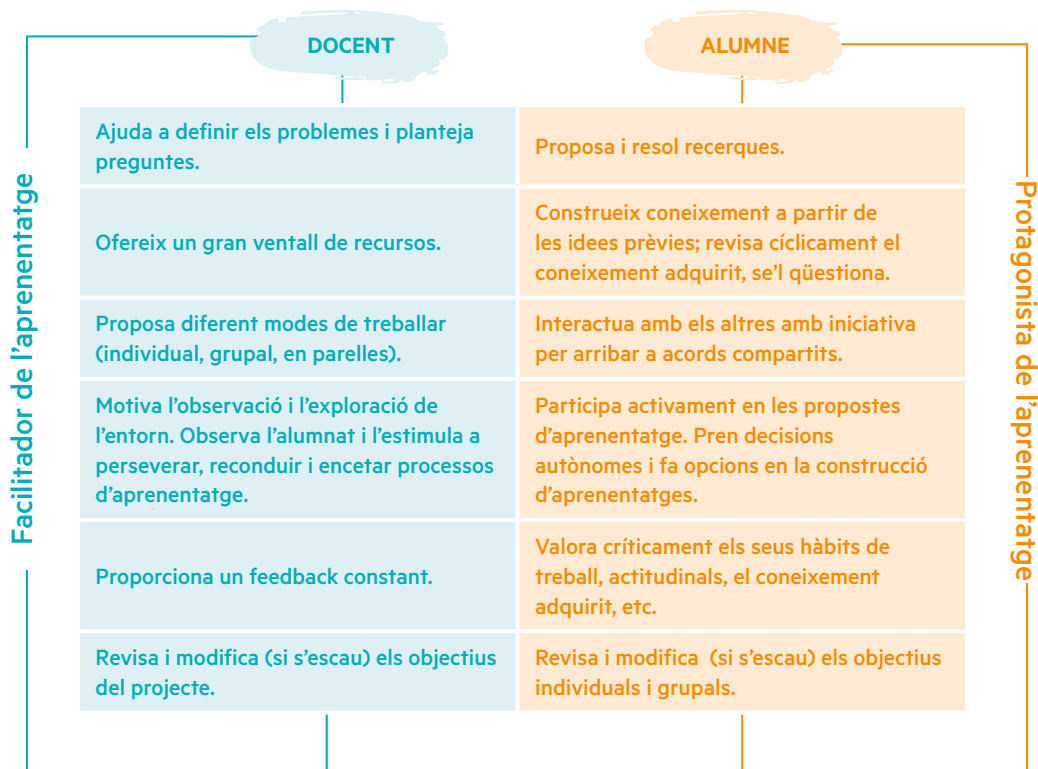 DOCENT
ALUMNE
Facilitador de l'aprenentatge
Protagonista de l'aprenentatge
Ajuda a definir els problemes i planteja
preguntes.
Proposa i resol recerques.
Ofereix un gran ventall de recursos.
Construeix coneixement a partir de
les idees prèvies; revisa cíclicament el
coneixement adquirit, se'l qüestiona.
Proposa diferent modes de treballar
(individual, grupal, en parelles).
Interactua amb els altres amb iniciativa
per arribar a acords compartits.
Motiva l'observació i l'exploració de
l'entorn. Observa l'alumnat i l'estimula a
perseverar, reconduir i encetar processos
d'aprenentatge.
Participa activament en les propostes
d'aprenentatge. Pren decisions
autònomes i fa opcions en la construcció
d'aprenentatges.
Proporciona un feedback constant.
Valora críticament els seus hàbits de
treball, actitudinals, el coneixement
adquirit, etc.
Revisa i modifica (si s'escau) els objectius
del projecte.
Revisa i modifica  (si s'escau) els objectius
individuals i grupals.